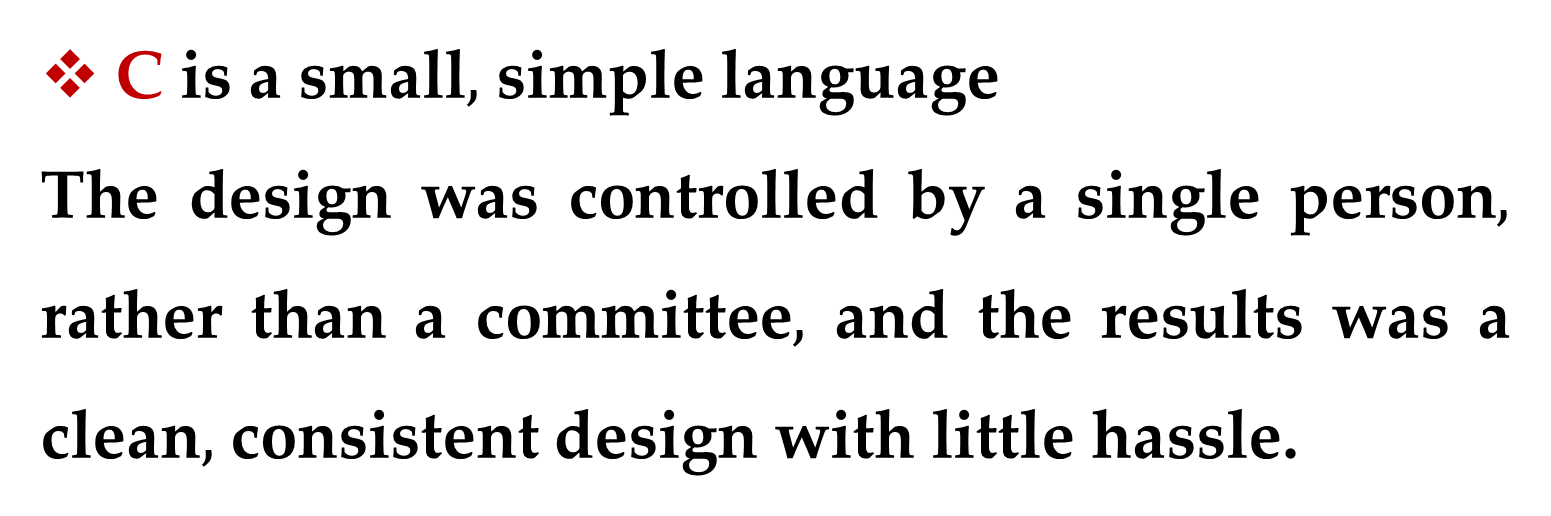 ❖ C is a small, simple language
The design was controlled by a single person,
rather than a committee, and the results was a
clean, consistent design with little hassle.